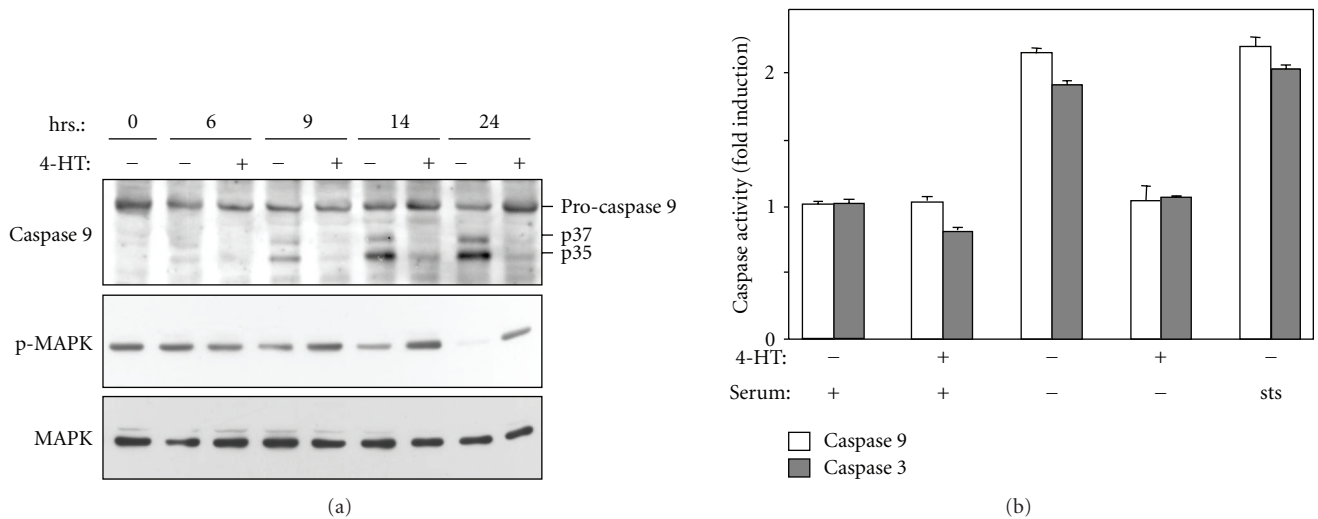 hrs.: 0 6 9 14 24
4-HT: − − + − + − + − +
Caspase 9
Pro-caspase 9
p37
p35
p-MAPK
MAPK
(a)
Caspase activity (fold induction)
2
1
0
4-HT: − + − + −
Serum: + + − − sts
Caspase 9
Caspase 3
(b)